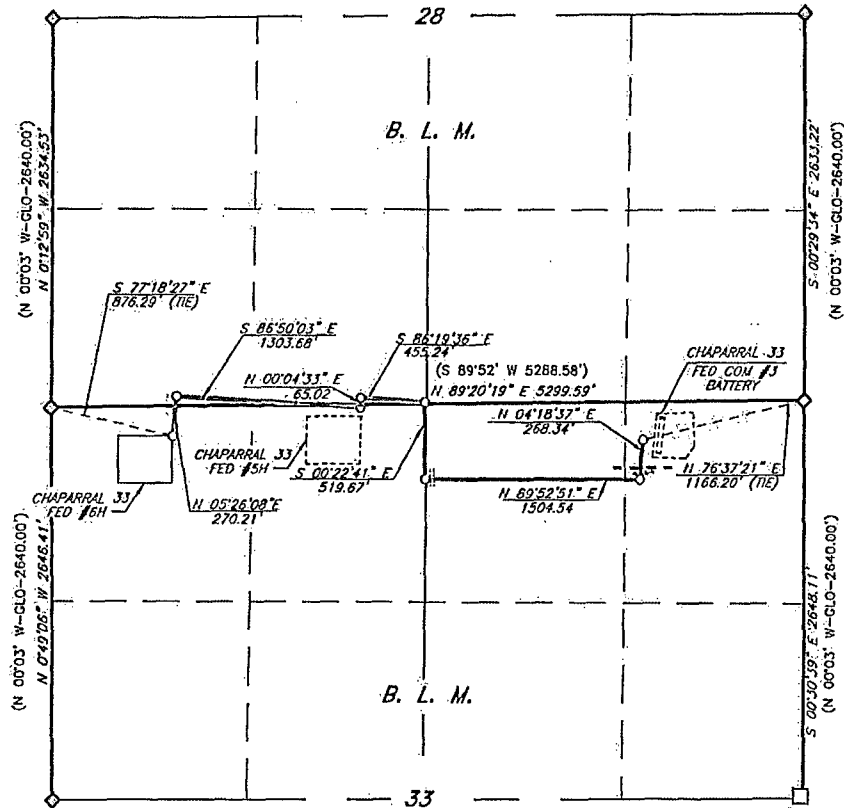 28
B. L. M.
(N 00°03' W-GLO-2640.00')
N 0°12'59" W 2634.53'
S 00°29'34" E 2633.22'
(N 00°03' W-GLO-2640.00')
S 77°18'27" E
876.29' (TIE)
S 86°50'03" E
1303.68'
S 86°19'36" E
455.24'
N 00°04'33" E
65.02
(S 89°52' W 5288.58')
N 89°20'19" E 5299.59'
CHAPARRAL 33
FED COM #3
BATTERY
N 04°18'37" E
268.34'
CHAPARRAL 33
FED #5H
S 00°22'41" E
519.67'
N 76°37'21" E
1166.20' (TIE)
CHAPARRAL 33
FED #6H
N 05°26'08" E
270.21'
N 89°52'51" E
1504.54
(N 00°03' W-GLO-2640.00')
N 0°49'06" W 2646.41'
S 00°30'39" E 2648.11'
(N 00°03' W-GLO-2640.00')
B. L. M.
33